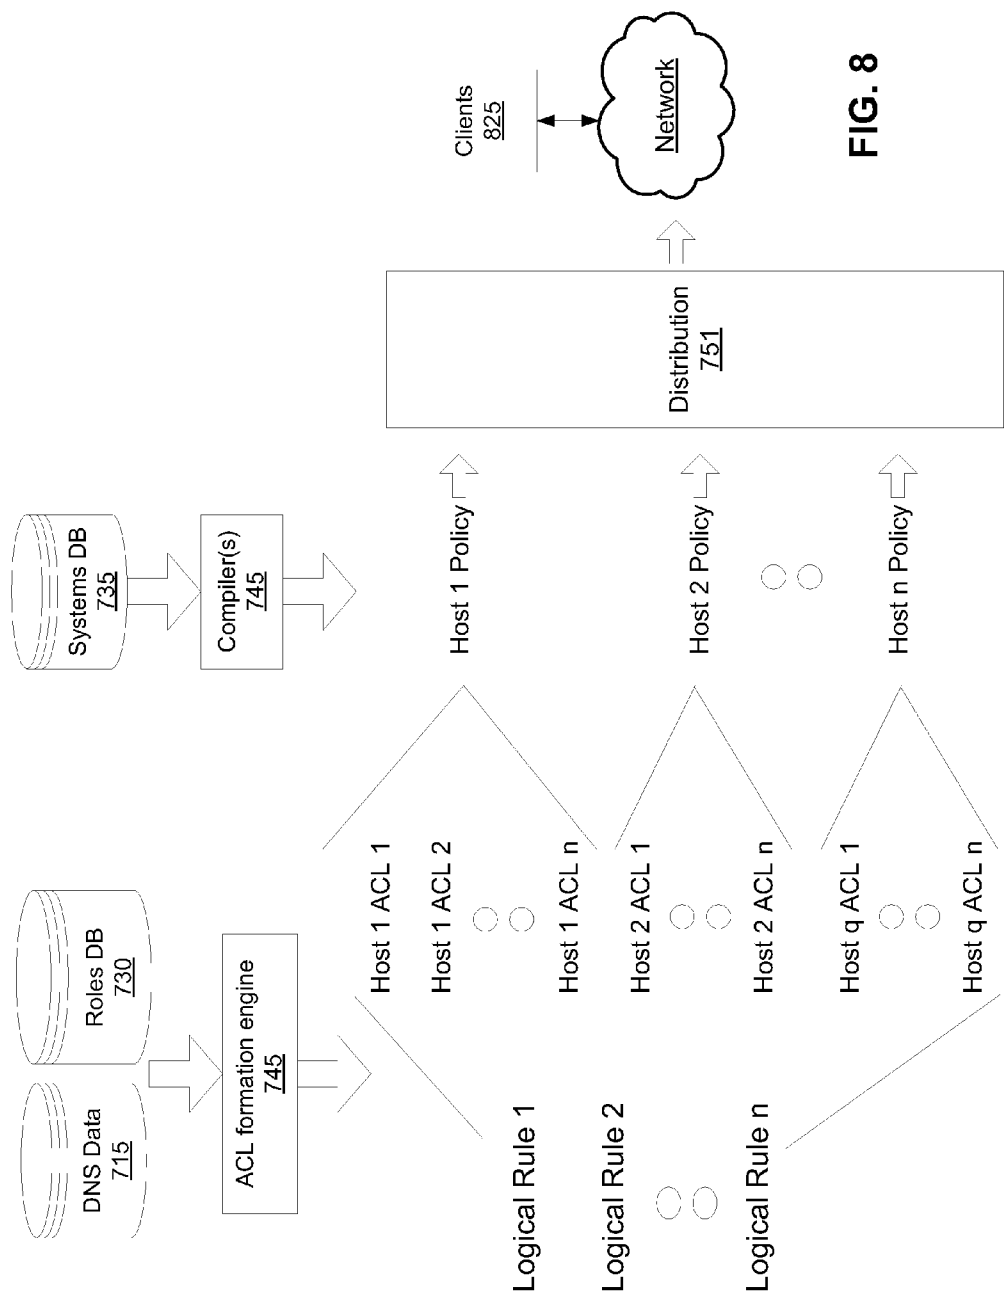 DNS Data
715
Roles DB
730
Systems DB
735
ACL formation engine
745
Compiler(s)
745
Logical Rule 1
Logical Rule 2
Logical Rule n
Host 1 ACL 1
Host 1 ACL 2
Host 1 ACL n
Host 2 ACL 1
Host 2 ACL n
Host q ACL 1
Host q ACL n
Host 1 Policy
Host 2 Policy
Host n Policy
Distribution
751
Clients
825
Network
FIG. 8